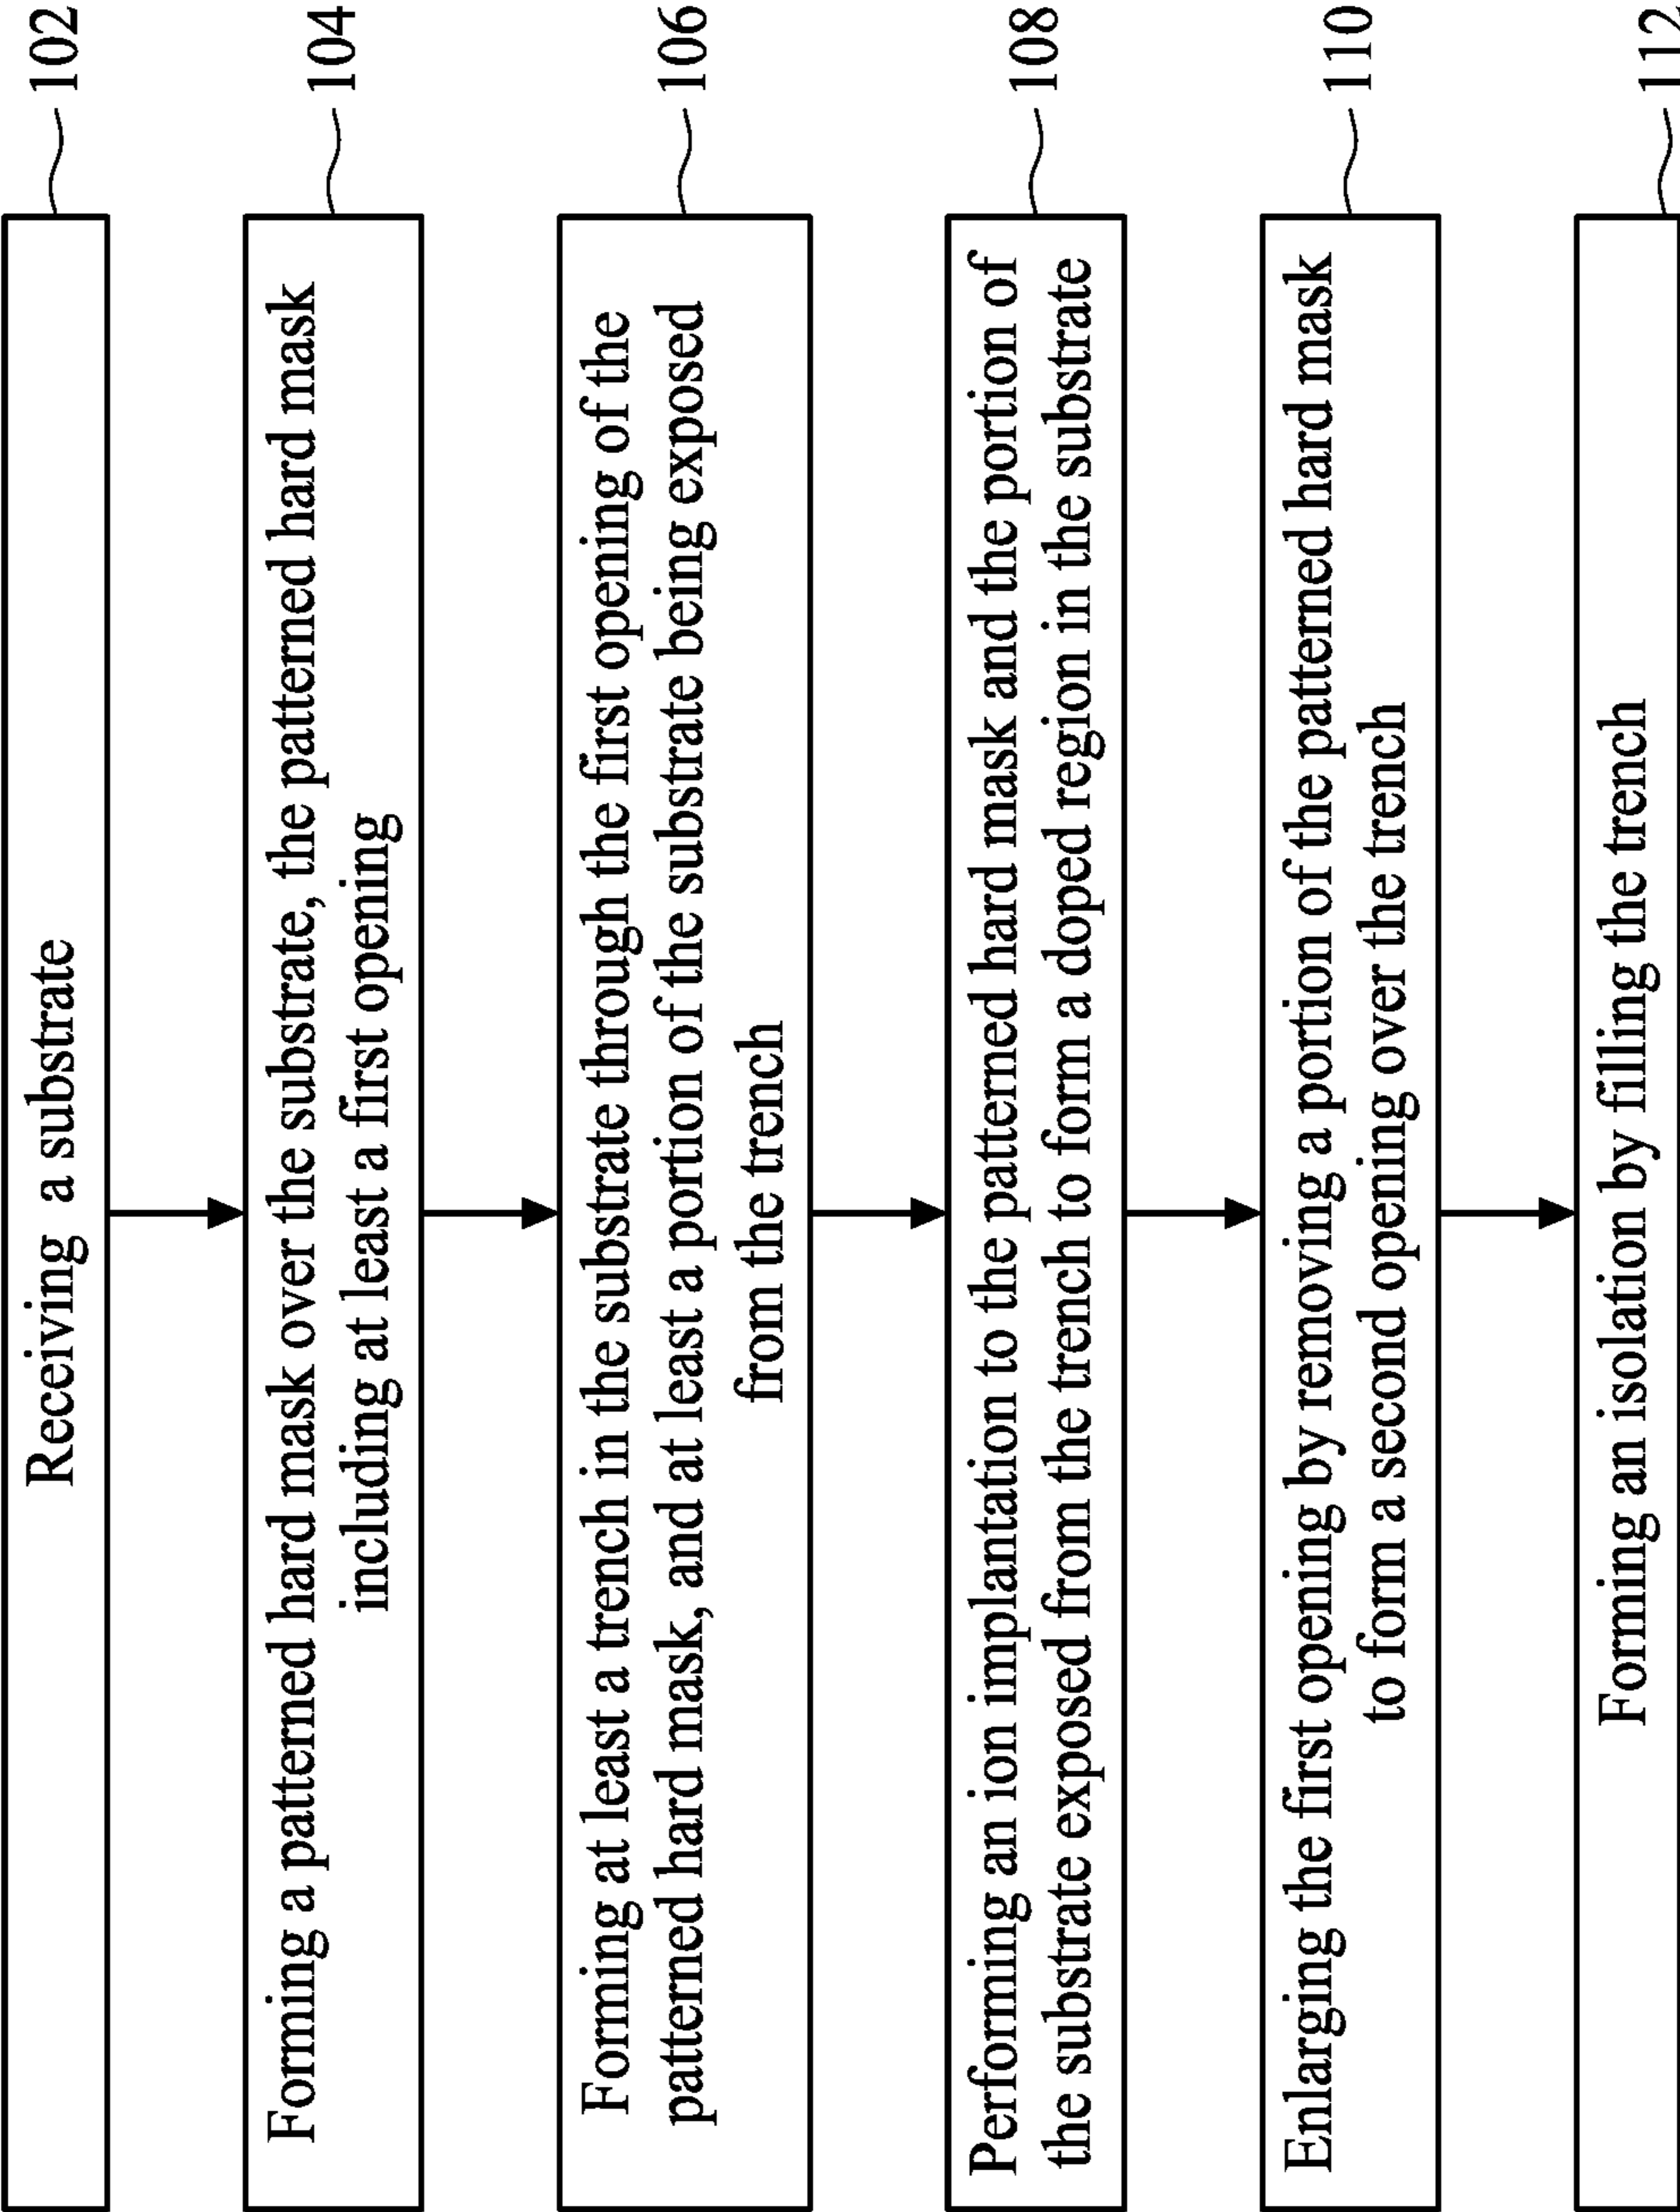 Receiving a substrate
102
Forming a patterned hard mask over the substrate, the patterned hard mask
including at least a first opening
104
Forming at least a trench in the substrate through the first opening of the
patterned hard mask, and at least a portion of the substrate being exposed
from the trench
106
Performing an ion implantation to the patterned hard mask and the portion of
the substrate exposed from the trench to form a doped region in the substrate
108
Enlarging the first opening by removing a portion of the patterned hard mask
to form a second opening over the trench
110
Forming an isolation by filling the trench
112